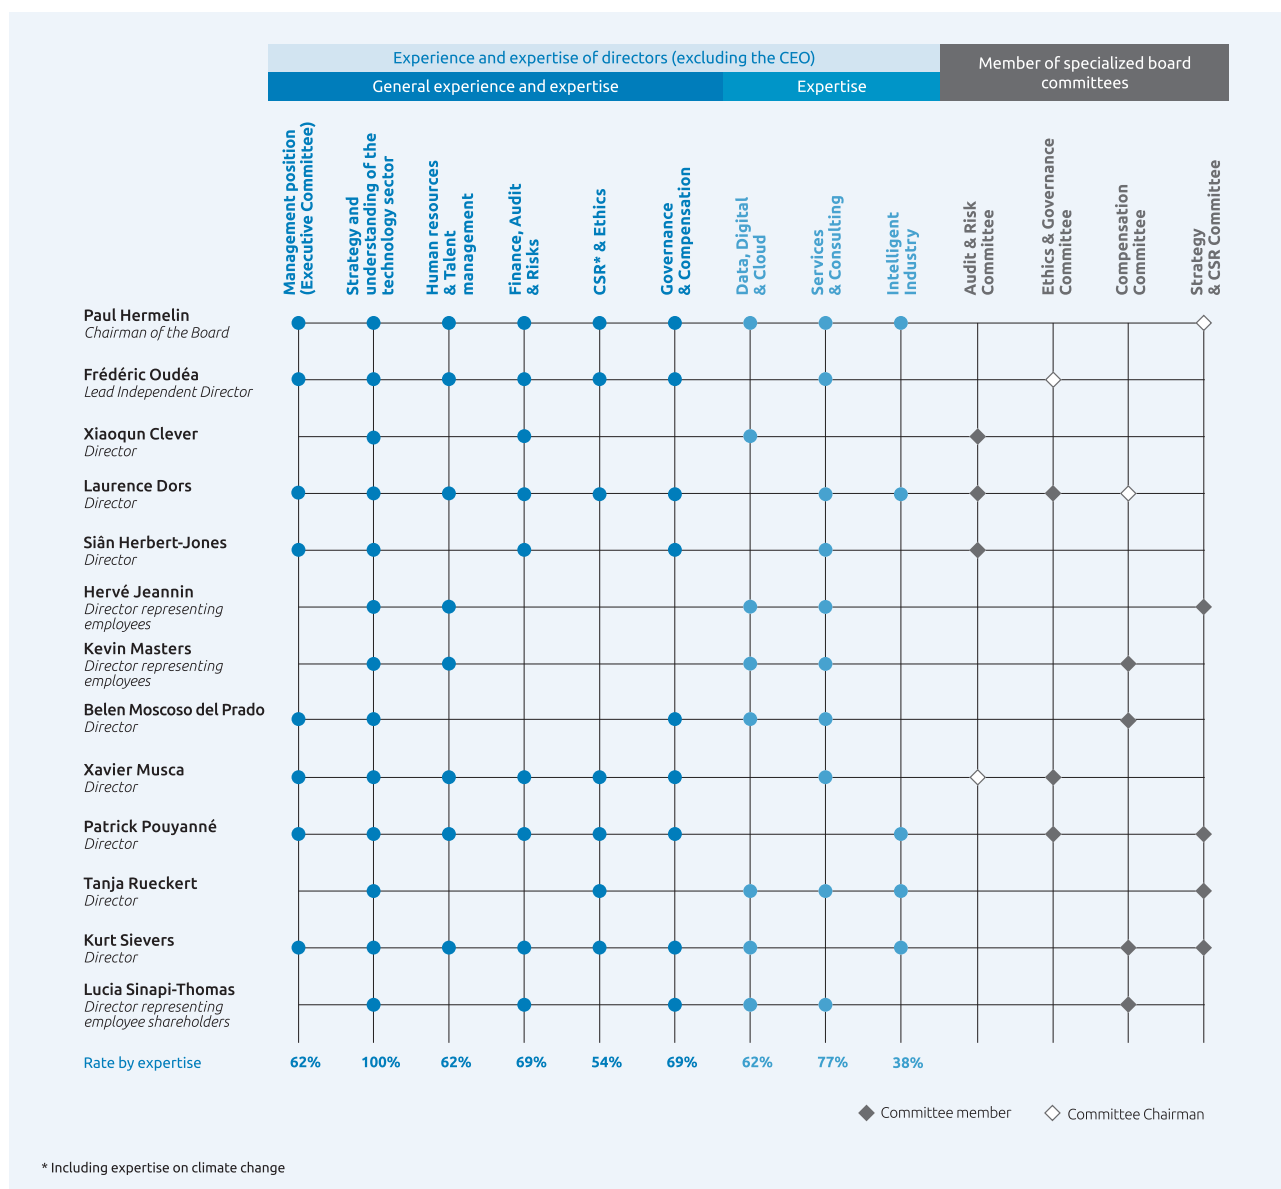 Experience and expertise of directors (excluding the CEO)
General experience and expertise
Expertise
Member of specialized board
committees
Management position
(Executive Committee)
Strategy and
understanding of the
technology sector
Human resources
& Talent
management
Finance, Audit
& Risks
CSR* & Ethics
Governance
& Compensation
Data, Digital
& Cloud
Services
& Consulting
Intelligent
Industry
Audit & Risk
Committee
Ethics & Governance
Committee
Compensation
Committee
Strategy
& CSR Committee
Paul Hermelin
Chairman of the Board
Frédéric Oudéa
Lead Independent Director
Xiaoqun Clever
Director
Laurence Dors
Director
Siân Herbert-Jones
Director
Hervé Jeannin
Director representing
employees
Kevin Masters
Director representing
employees
Belen Moscoso del Prado
Director
Xavier Musca
Director
Patrick Pouyanné
Director
Tanja Rueckert
Director
Kurt Sievers
Director
Lucia Sinapi-Thomas
Director representing
employee shareholders
Rate by expertise 62% 100% 62% 69% 54% 69% 62% 77% 38%
Committee member
Committee Chairman
* Including expertise on climate change